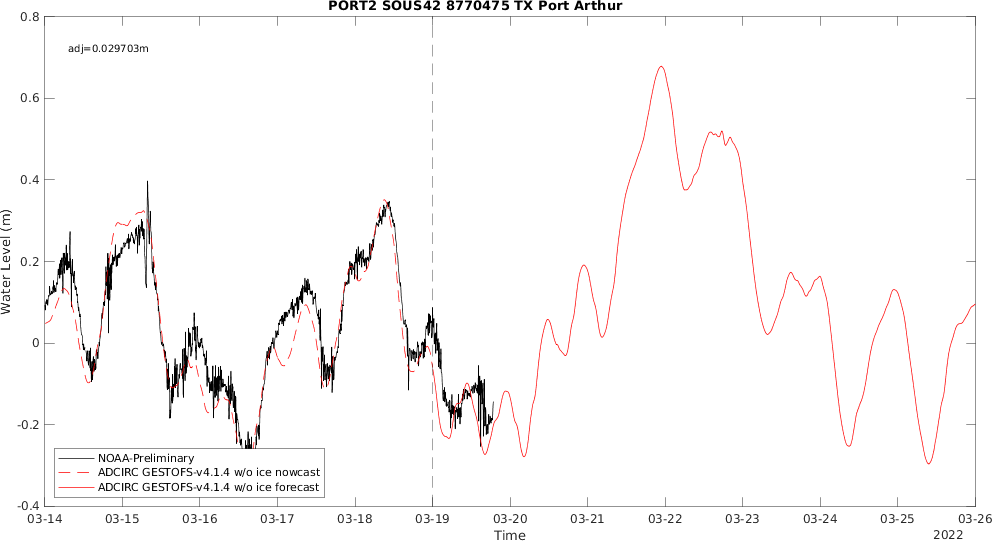 PORT2 SOUS42 8770475 TX Port Arthur
adj=0.029703m
Water Level (m)
0.8
0.6
0.4
0.2
0
-0.2
-0.4
NOAA-Preliminary
ADCIRC GESTOFS-v4.1.4 w/o ice nowcast
ADCIRC GESTOFS-v4.1.4 w/o ice forecast
03-14 03-15 03-16 03-17 03-18 03-19 03-20 03-21 03-22 03-23 03-24 03-25 03-26
Time
2022